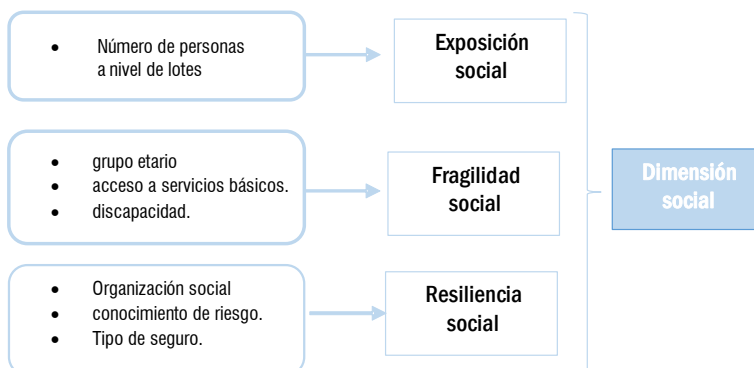 • Número de personas
a nivel de lotes
Exposición
social
• grupo etario
• acceso a servicios básicos.
• discapacidad.
Fragilidad
social
Dimensión
social
• Organización social
• conocimiento de riesgo.
• Tipo de seguro.
Resiliencia
social